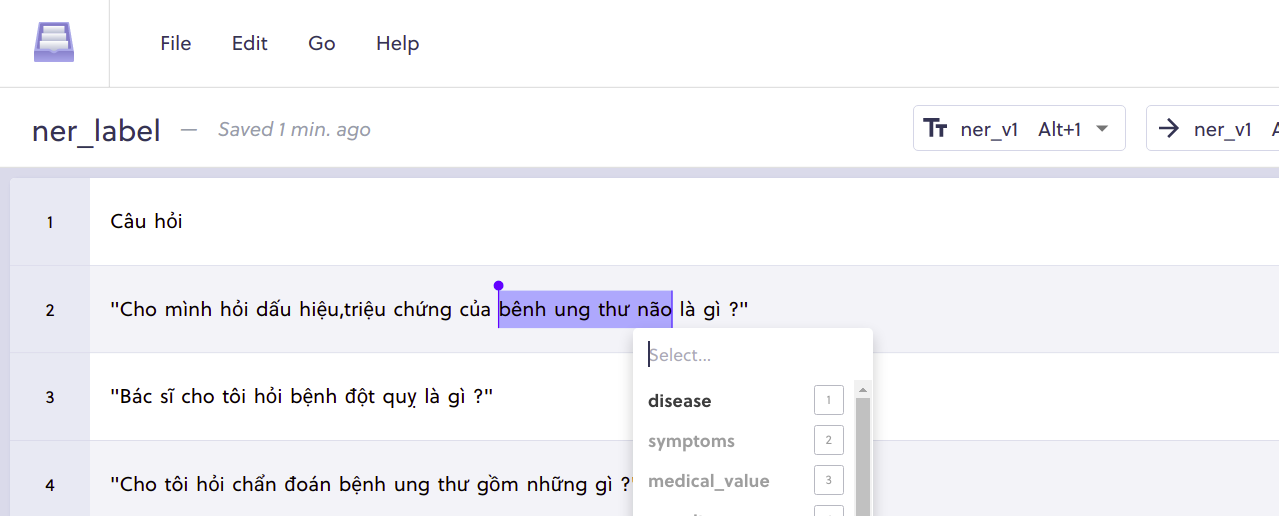 File Edit Go Help
ner_label — Saved 1 min. ago
ner_v1 Alt+1
ner_v1
1 Câu hỏi
2 "Cho mình hỏi dấu hiệu,triệu chứng của bênh ung thư não là gì ?"
Select...
disease 1
symptoms 2
medical_value 3
3 "Bác sĩ cho tôi hỏi bệnh đột quỵ là gì ?"
4 "Cho tôi hỏi chẩn đoán bệnh ung thư gồm những gì ?"